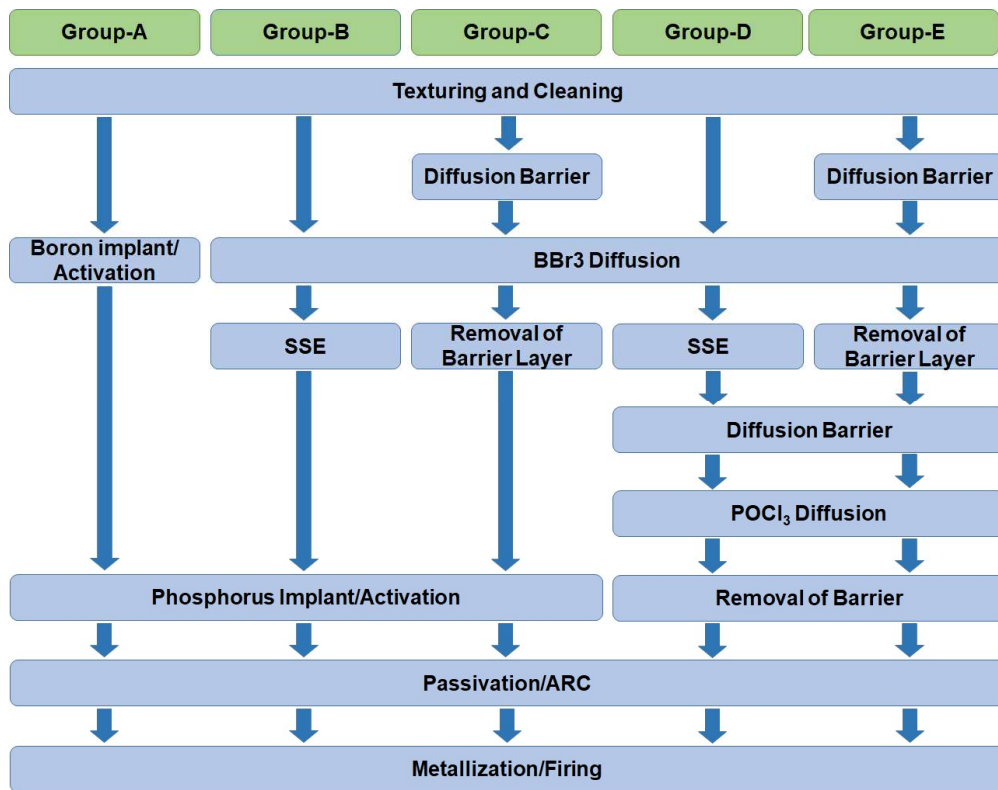 Group-A
Group-B
Group-C
Group-D
Group-E
Texturing and Cleaning
Diffusion Barrier
Diffusion Barrier
Boron implant/
Activation
BBr3 Diffusion
SSE
Removal of
Barrier Layer
SSE
Removal of
Barrier Layer
Diffusion Barrier
POCl₃ Diffusion
Phosphorus Implant/Activation
Removal of Barrier
Passivation/ARC
Metallization/Firing